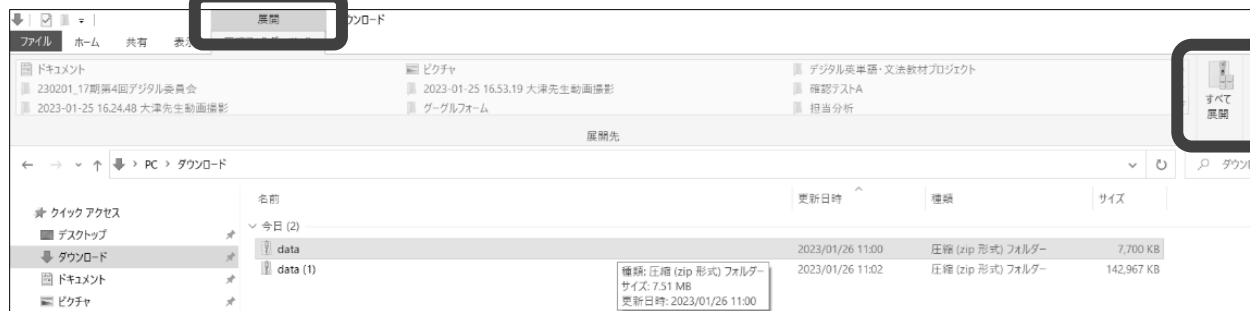 展開
ウンロード
ファイル ホーム 共有 表示
ドキュメント ピクチャ デジタル英単語・文法教材プロジェクト
230201_17期第4回デジタル委員会 2023-01-25 16.53.19 大津先生動画撮影 確認テストA
2023-01-25 16.24.48 大津先生動画撮影 グーグルフォーム 担当分析
すべて
展開
展開先
PC > ダウンロード ダウン
名前 更新日時 種類 サイズ
クイック アクセス
今日 (2)
デスクトップ
data 2023/01/26 11:00 圧縮 (zip 形式) フォルダー 7,700 KB
ダウンロード
data (1) 2023/01/26 11:02 圧縮 (zip 形式) フォルダー 142,967 KB
ドキュメント
ピクチャ
種類: 圧縮 (zip 形式) フォルダー
サイズ: 7.51 MB
更新日時: 2023/01/26 11:00